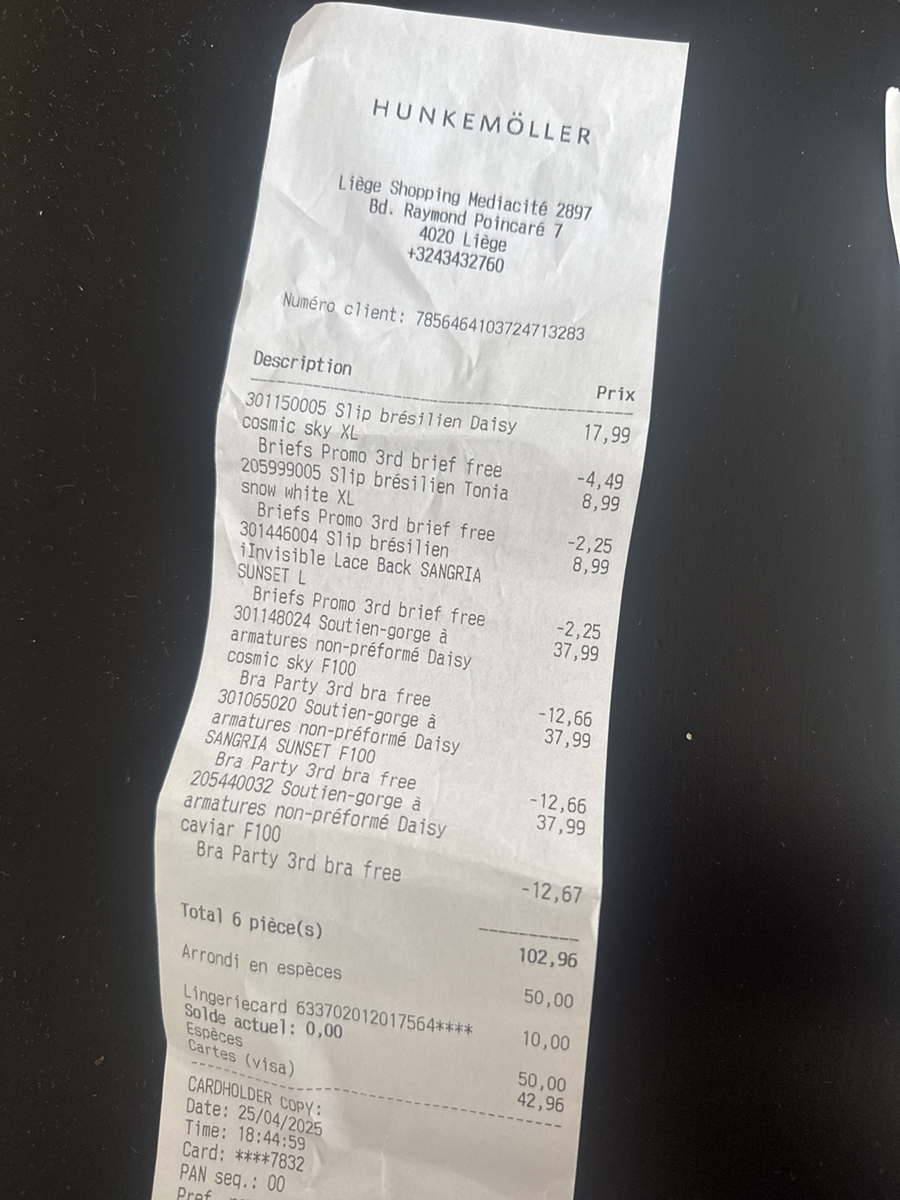 HUNKEMÖLLER
Liège Shopping Mediacité 2897
Bd. Raymond Poincaré 7
4020 Liège
+3243432760
Numéro client: 7856464103724713283
Description Prix
301150005 Slip brésilien Daisy 17,99
cosmic sky XL
Briefs Promo 3rd brief free -4,49
205999005 Slip brésilien Tonia 8,99
snow white XL
Briefs Promo 3rd brief free -2,25
301446004 Slip brésilien 8,99
iInvisible Lace Back SANGRIA
SUNSET L
Briefs Promo 3rd brief free -2,25
301148024 Soutien-gorge à 37,99
armatures non-préformé Daisy
cosmic sky F100
Bra Party 3rd bra free -12,66
301065020 Soutien-gorge à 37,99
armatures non-préformé Daisy
SANGRIA SUNSET F100
Bra Party 3rd bra free -12,66
205440032 Soutien-gorge à 37,99
armatures non-préformé Daisy
caviar F100
Bra Party 3rd bra free -12,67
Total 6 pièce(s) 102,96
Arrondi en espèces 50,00
Lingeriecard 633702012017564**** 10,00
Solde actuel: 0,00
Espèces 50,00
Cartes (visa) 42,96
CARDHOLDER COPY:
Date: 25/04/2025
Time: 18:44:59
Card: ****7832
PAN seq.: 00
Pref.